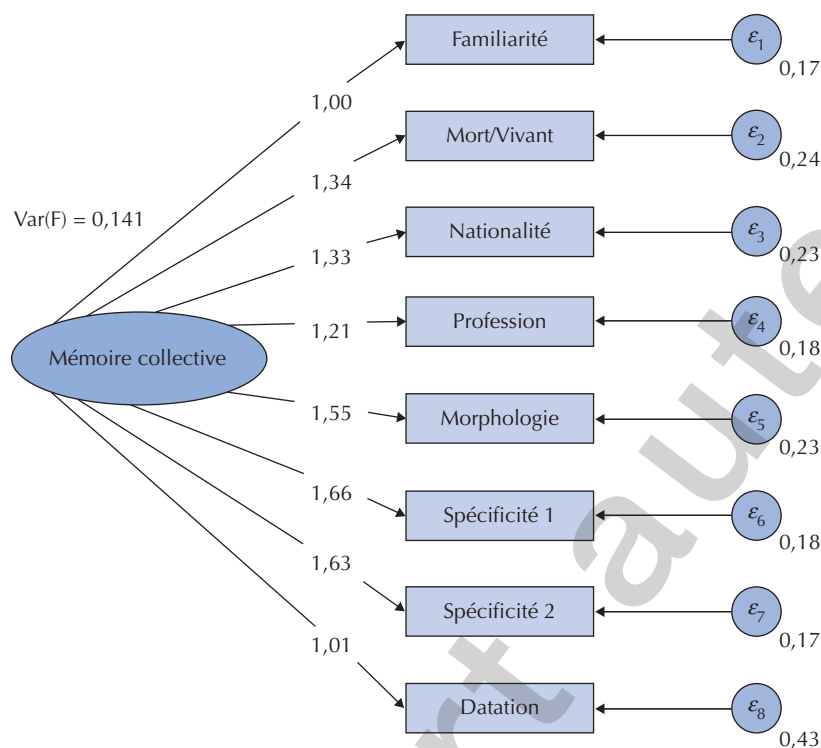 Familiarité
ε1
0,17
1,00
Mort/Vivant
ε2
0,24
1,34
Var(F) = 0,141
Nationalité
ε3
0,23
1,33
Profession
ε4
0,18
1,21
Mémoire collective
Morphologie
ε5
0,23
1,55
Spécificité 1
ε6
0,18
1,66
Spécificité 2
ε7
0,17
1,63
Datation
ε8
0,43
1,01
rt aute